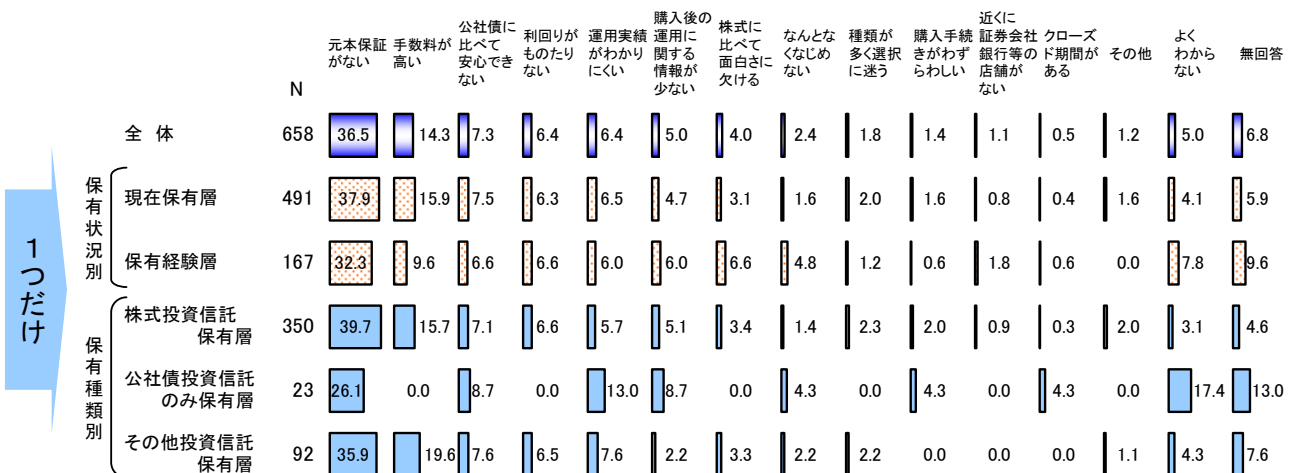 元本保証
がない
手数料が
高い
公社債に
比べて
安心でき
ない
利回りが
ものたり
ない
運用実績
がわかり
にくい
購入後の
運用に
関する
情報が
少ない
株式に
比べて
面白さに
欠ける
なんとな
くなじめ
ない
種類が
多く選択
に迷う
購入手続
きがわず
らわしい
近くに
証券会社
銀行等の
店舗が
ない
クローズ
ド期間が
ある
その他
よく
わから
ない
無回答
N
全 体 658 36.5 14.3 7.3 6.4 6.4 5.0 4.0 2.4 1.8 1.4 1.1 0.5 1.2 5.0 6.8
1つだけ
保有状況別
現在保有層 491 37.9 15.9 7.5 6.3 6.5 4.7 3.1 1.6 2.0 1.6 0.8 0.4 1.6 4.1 5.9
保有経験層 167 32.3 9.6 6.6 6.6 6.0 6.0 6.6 4.8 1.2 0.6 1.8 0.6 0.0 7.8 9.6
保有種類別
株式投資信託
保有層 350 39.7 15.7 7.1 6.6 5.7 5.1 3.4 1.4 2.3 2.0 0.9 0.3 2.0 3.1 4.6
公社債投資信託
のみ保有層 23 26.1 0.0 8.7 0.0 13.0 8.7 0.0 4.3 0.0 4.3 0.0 4.3 0.0 17.4 13.0
その他投資信託
保有層 92 35.9 19.6 7.6 6.5 7.6 2.2 3.3 2.2 2.2 0.0 0.0 0.0 1.1 4.3 7.6